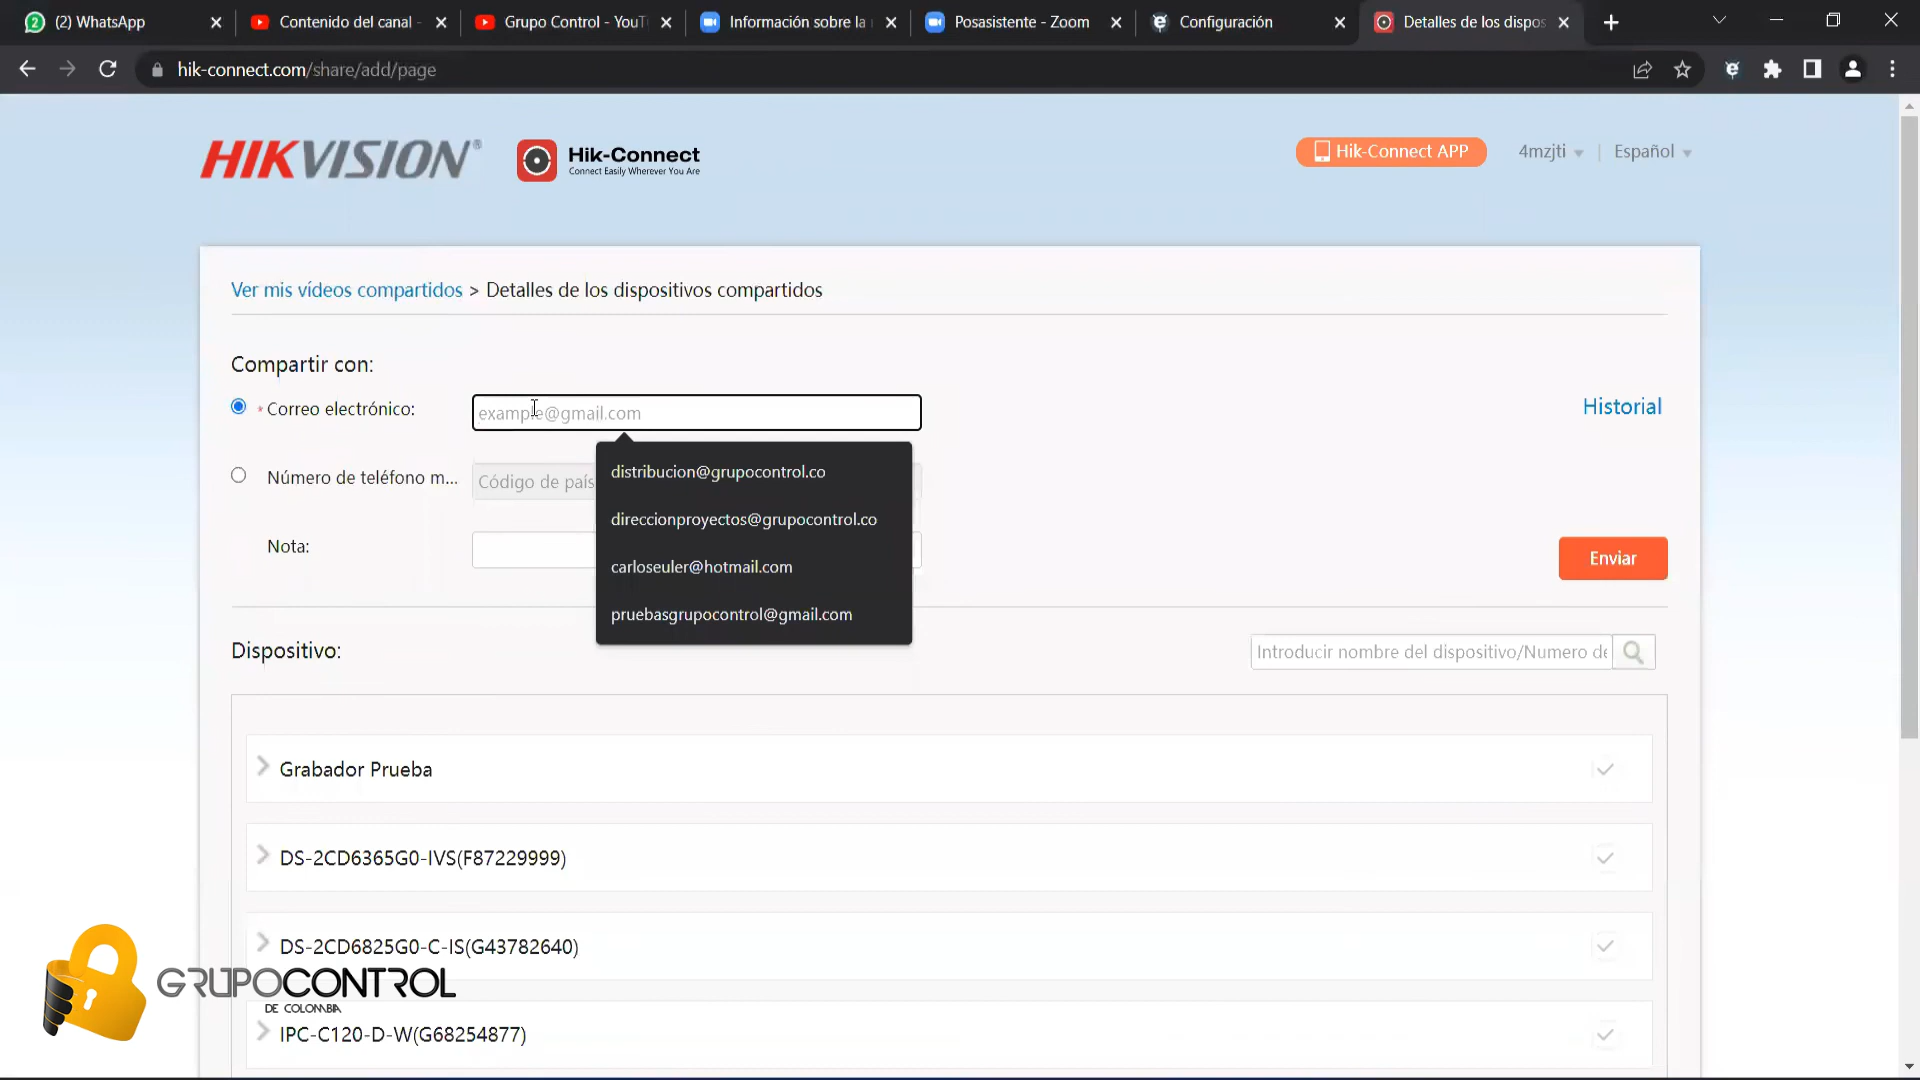 (2) WhatsApp
Contenido del canal -
Grupo Control - YouT
Información sobre la
Posasistente - Zoom
Configuración
Detalles de los dispos
hik-connect.com/share/add/page
HIKVISION®
Hik-Connect
Connect Easily Wherever You Are
Hik-Connect APP
4mzjti
Español
Ver mis vídeos compartidos > Detalles de los dispositivos compartidos
Compartir con:
* Correo electrónico:
example@gmail.com
Historial
distribucion@grupocontrol.co
Número de teléfono m...
Código de país
direccionproyectos@grupocontrol.co
Nota:
carloseuler@hotmail.com
Enviar
pruebasgrupocontrol@gmail.com
Dispositivo:
Introducir nombre del dispositivo/Numero de
Grabador Prueba
DS-2CD6365G0-IVS(F87229999)
DS-2CD6825G0-C-IS(G43782640)
GRUPOCONTROL
DE COLOMBIA
IPC-C120-D-W(G68254877)